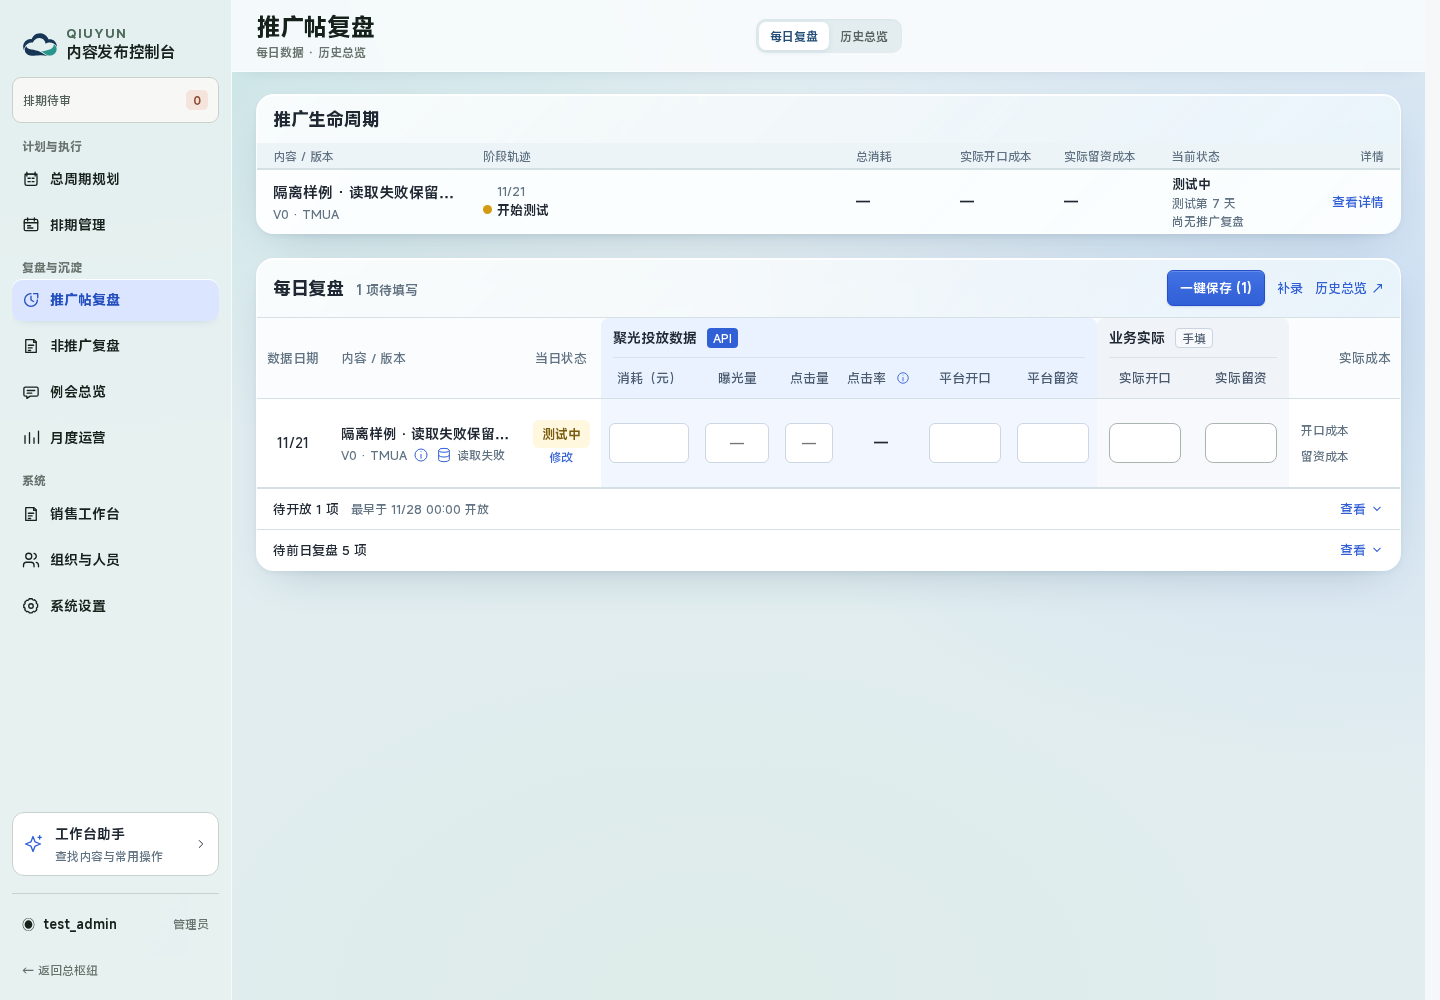 QIUYUN
内容发布控制台
排期待审 0
计划与执行
总周期规划
排期管理
复盘与沉淀
推广帖复盘
非推广复盘
例会总览
月度运营
系统
销售工作台
组织与人员
系统设置
工作台助手
查找内容与常用操作
test_admin 管理员
← 返回总枢纽
推广帖复盘
每日数据 · 历史总览
每日复盘 历史总览
推广生命周期
内容 / 版本 阶段轨迹 总消耗 实际开口成本 实际留资成本 当前状态 详情
隔离样例 · 读取失败保留...
V0 · TMUA
11/21
开始测试
— — —
测试中
测试第 7 天
尚无推广复盘
查看详情
每日复盘 1 项待填写
一键保存 (1) 补录 历史总览 ↗
数据日期 内容 / 版本 当日状态
聚光投放数据 API
消耗（元） 曝光量 点击量 点击率 平台开口 平台留资
业务实际 手填
实际开口 实际留资
实际成本
11/21
隔离样例 · 读取失败保留...
V0 · TMUA 读取失败
测试中
修改
— — —
开口成本
留资成本
待开放 1 项 最早于 11/28 00:00 开放 查看
待前日复盘 5 项 查看